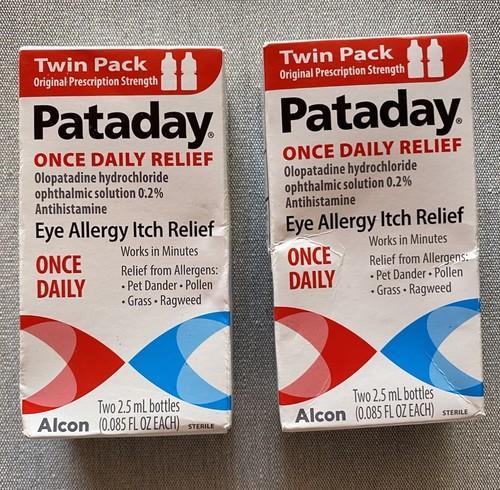 Twin Pack
Original Prescription Strength
Pataday®
ONCE DAILY RELIEF
Olopatadine hydrochloride
ophthalmic solution 0.2%
Antihistamine
Eye Allergy Itch Relief
Works in Minutes
ONCE
DAILY
Relief from Allergens:
• Pet Dander • Pollen
• Grass • Ragweed
Two 2.5 mL bottles
Alcon (0.085 FL OZ EACH) STERILE
Twin Pack
Original Prescription Strength
Pataday®
ONCE DAILY RELIEF
Olopatadine hydrochloride
ophthalmic solution 0.2%
Antihistamine
Eye Allergy Itch Relief
Works in Minutes
ONCE
DAILY
Relief from Allergens:
• Pet Dander • Pollen
• Grass • Ragweed
Two 2.5 mL bottles
Alcon (0.085 FL OZ EACH) STERILE